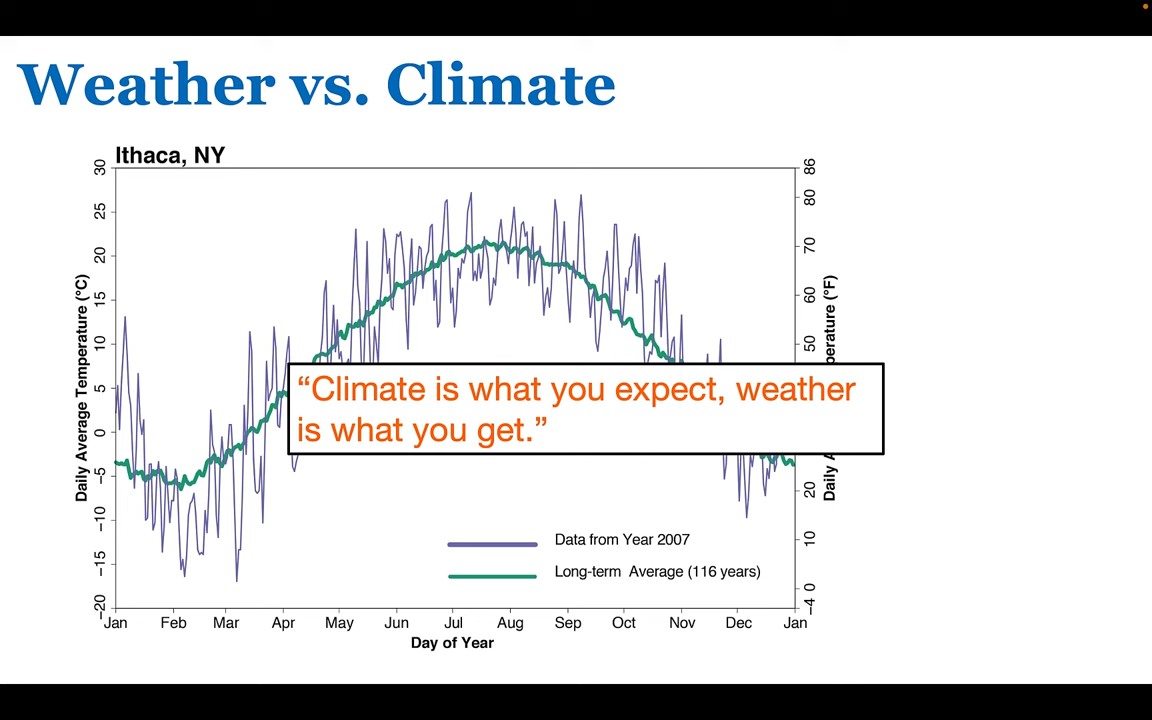 Weather vs. Climate
Ithaca, NY
30
25
20
15
10
5
0
−5
−10
−15
−20
Daily Average Temperature (°C)
86
80
70
60
50
20
10
0
−4
Daily A
perature (°F)
“Climate is what you expect, weather
is what you get.”
Data from Year 2007
Long-term Average (116 years)
Jan Feb Mar Apr May Jun Jul Aug Sep Oct Nov Dec Jan
Day of Year